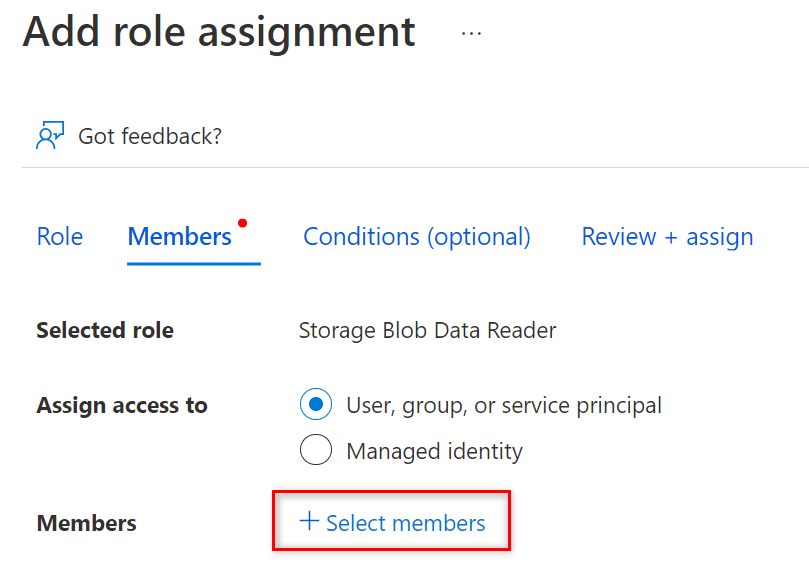 Add role assignment ...
Got feedback?
Role Members Conditions (optional) Review + assign
Selected role Storage Blob Data Reader
Assign access to User, group, or service principal
Managed identity
Members + Select members